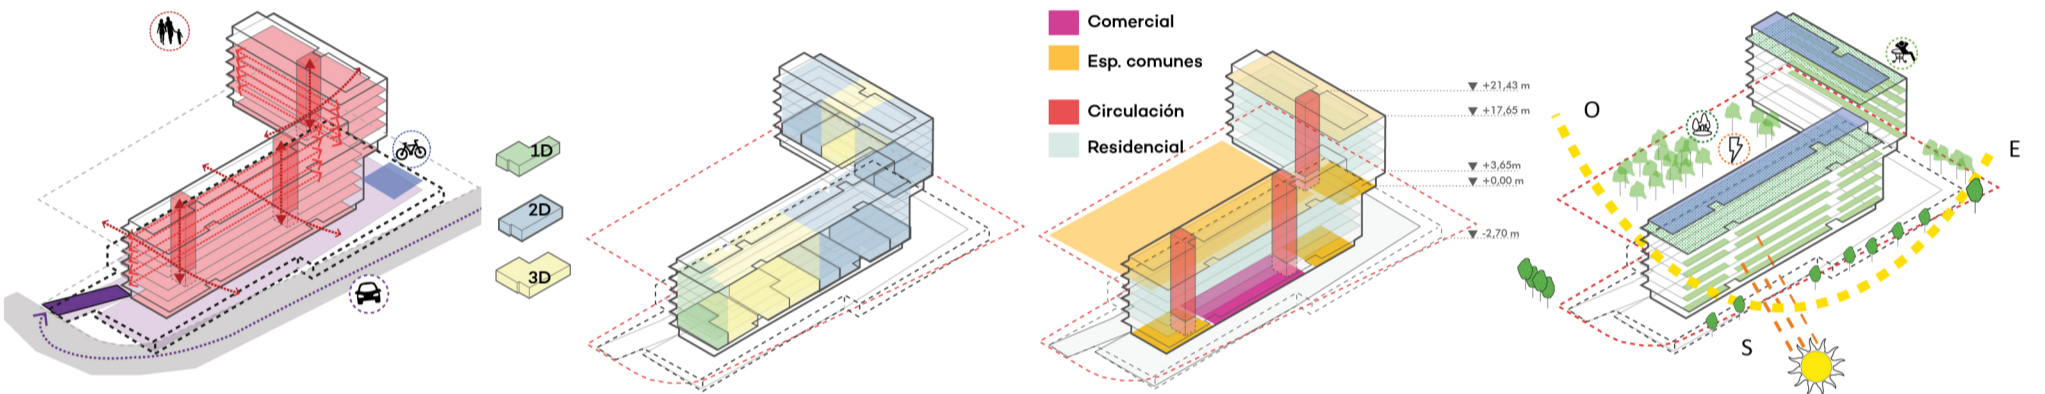 1D
2D
3D
Comercial
Esp. comunes
Circulación
Residencial
+21,43 m
+17,65 m
+3,65m
+0,00 m
-2,70 m
O
E
S